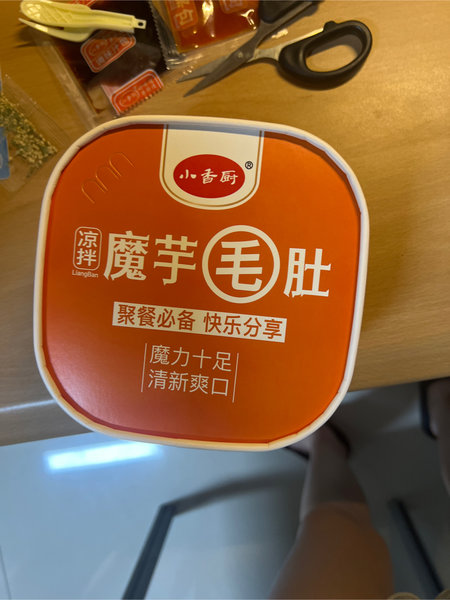 小香厨®
凉拌
LiangBan
魔芋毛肚
聚餐必备 快乐分享
魔力十足
清新爽口